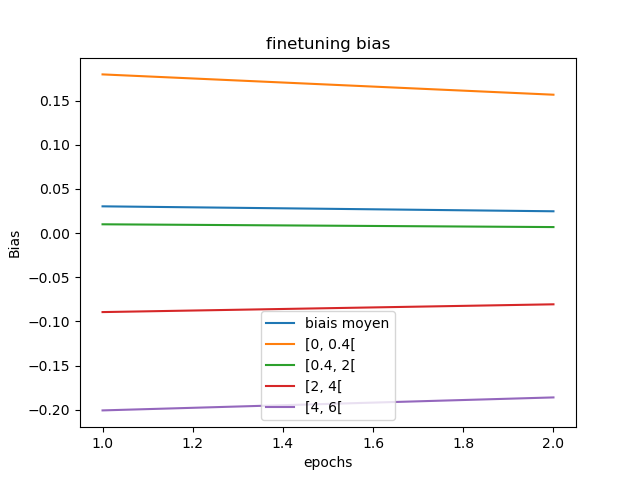 finetuning bias
Bias
0.15
0.10
0.05
0.00
−0.05
−0.10
−0.15
−0.20
biais moyen
[0, 0.4[
[0.4, 2[
[2, 4[
[4, 6[
1.0 1.2 1.4 1.6 1.8 2.0
epochs